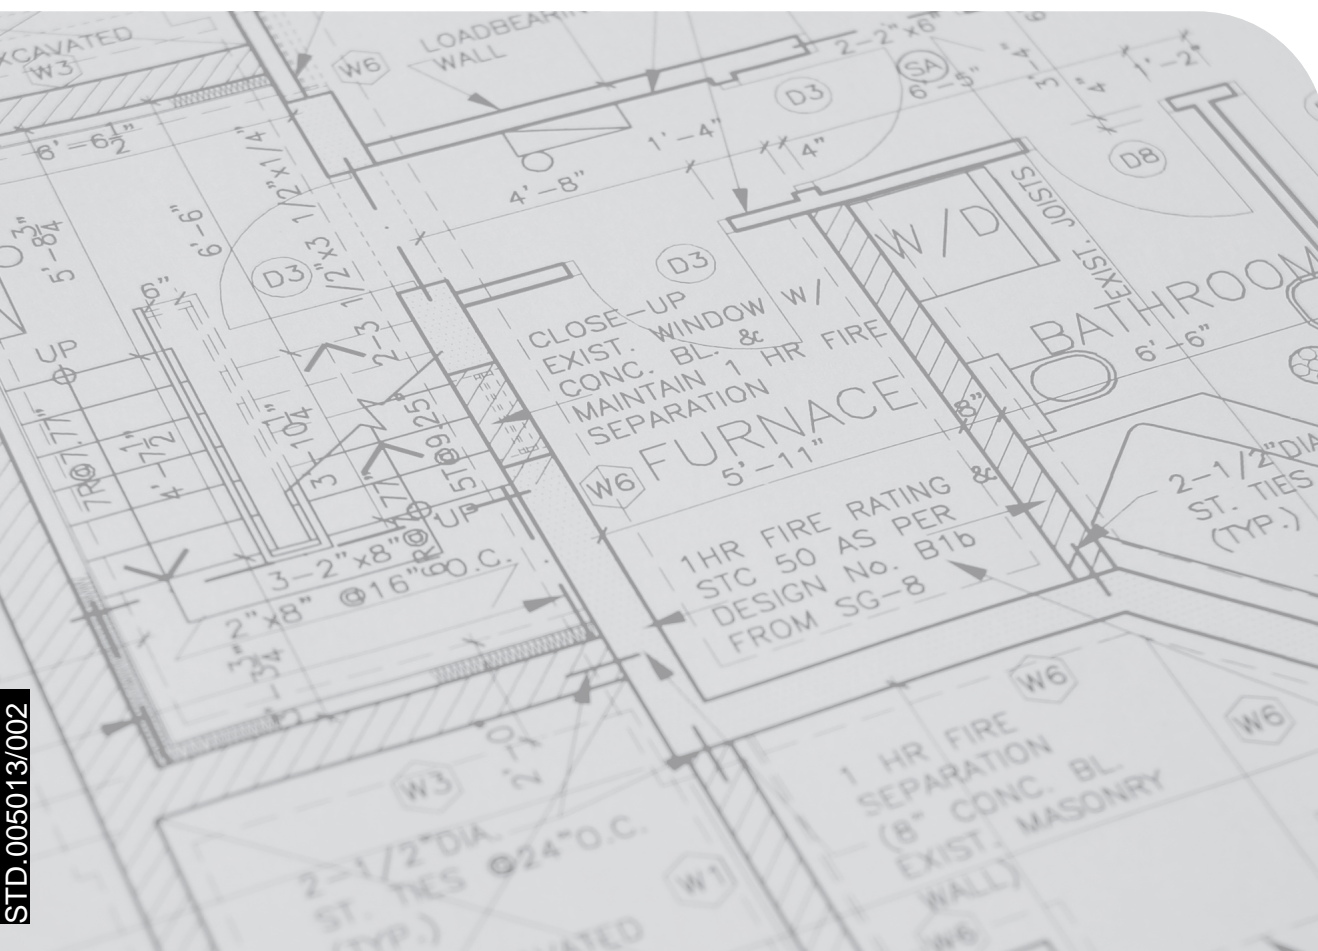 XCAVATED
W3
LOADBEARIN
WALL
W6
2-2"x6"
SA
6'-5"
3'-4"
4"
1'-2"
D3
D8
6'-6 1/2"
1'-4"
4"
4'-8"
1/2"x1/4"
6'-6"
5'-8 3/4"
D3
2-3 1/2"x3
6"
UP
7R@7.77"
4'-7 1/2"
3'-10 1/4"
5T@9.25"
UP
3-2"x8"
2"x8" @16" O.C.
D3
CLOSE-UP
EXIST. WINDOW W/
CONC. BL. &
MAINTAIN 1 HR FIRE
SEPARATION
FURNACE
W6
5'-11"
8"
W/D
EXIST. JOISTS
BATHROOM
6'-6"
1HR FIRE RATING &
STC 50 AS PER
DESIGN No. B1b
FROM SG-8
2-1/2"DIA
ST. TIES
(TYP.)
W6
W6
1 HR FIRE
SEPARATION
(8" CONC. BL.
EXIST. MASONRY
WALL)
W6
W3
2-1/2"DIA.
ST. TIES @24"O.C.
(TYP.)
W1
VATED
STD.005013/002